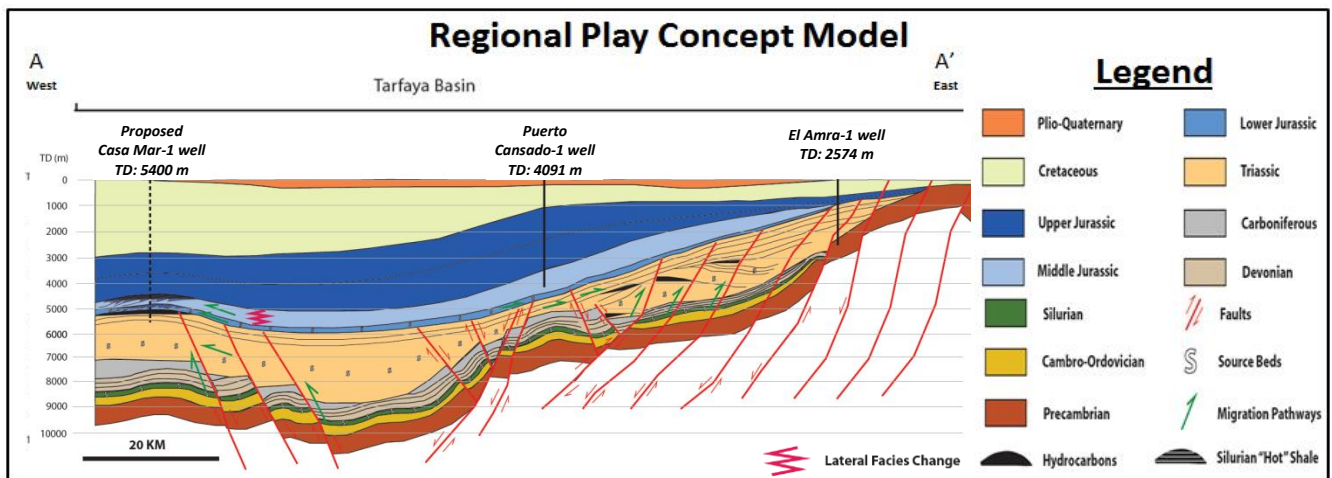 Regional Play Concept Model
A
West
A'
East
Tarfaya Basin
Proposed
Casa Mar-1 well
TD: 5400 m
Puerto
Cansado-1 well
TD: 4091 m
El Amra-1 well
TD: 2574 m
TD (m)
0
1000
2000
3000
4000
5000
6000
7000
8000
9000
10000
20 KM
Lateral Facies Change
Legend
Plio-Quaternary
Lower Jurassic
Cretaceous
Triassic
Upper Jurassic
Carboniferous
Middle Jurassic
Devonian
Silurian
Faults
Cambro-Ordovician
Source Beds
Precambrian
Migration Pathways
Hydrocarbons
Silurian "Hot" Shale